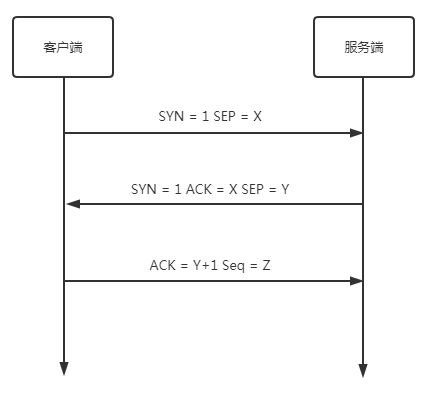 客户端
服务端
SYN = 1 SEP = X
SYN = 1 ACK = X SEP = Y
ACK = Y+1 Seq = Z